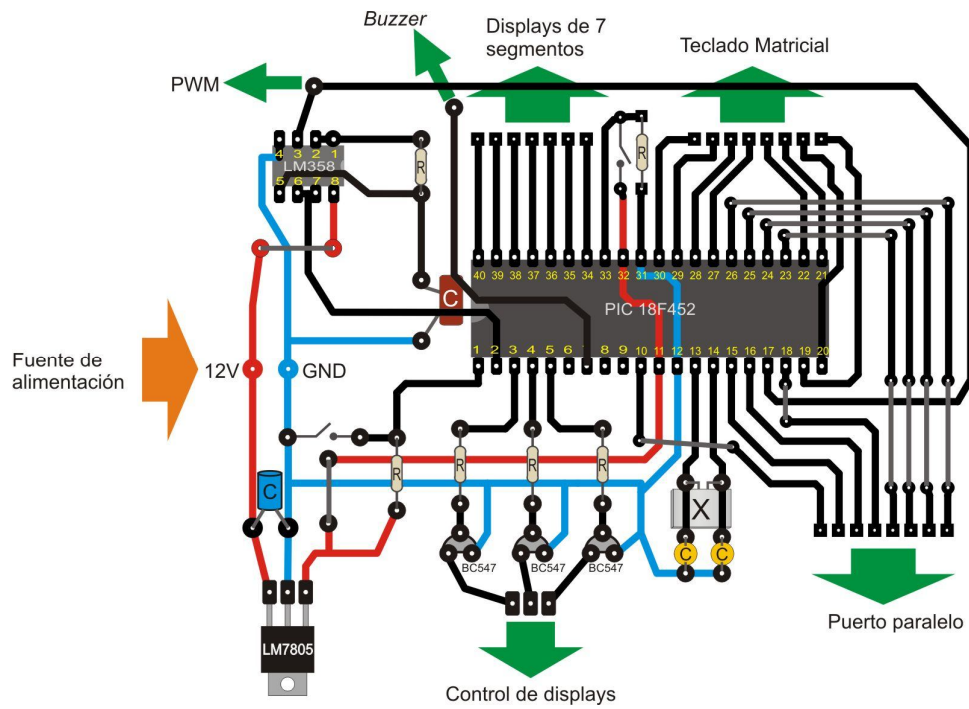 Buzzer
Displays de 7
segmentos
Teclado Matricial
PWM
4 3 2 1
LM358
5 6 7 8
R
R
40 39 38 37 36 35 34 33 32 31 30 29 28 27 26 25 24 23 22 21
C
PIC 18F452
1 2 3 4 5 6 8 9 10 11 12 13 14 15 16 17 18 19 20
Fuente de
alimentación
12V
GND
R
R
R
R
C
X
BC547
BC547
BC547
C
C
LM7805
Puerto paralelo
Control de displays